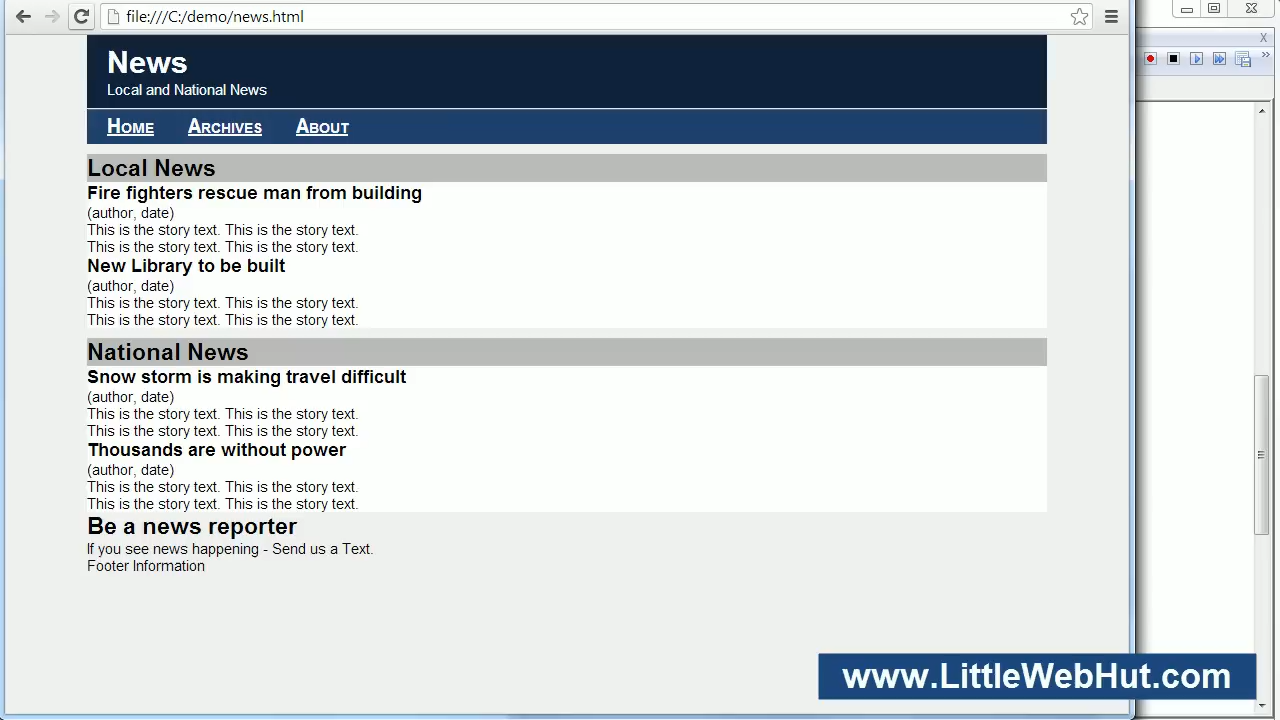 file:///C:/demo/news.html
News
Local and National News
Home Archives About
Local News
Fire fighters rescue man from building
(author, date)
This is the story text. This is the story text.
This is the story text. This is the story text.
New Library to be built
(author, date)
This is the story text. This is the story text.
This is the story text. This is the story text.
National News
Snow storm is making travel difficult
(author, date)
This is the story text. This is the story text.
This is the story text. This is the story text.
Thousands are without power
(author, date)
This is the story text. This is the story text.
This is the story text. This is the story text.
Be a news reporter
If you see news happening - Send us a Text.
Footer Information
www.LittleWebHut.com